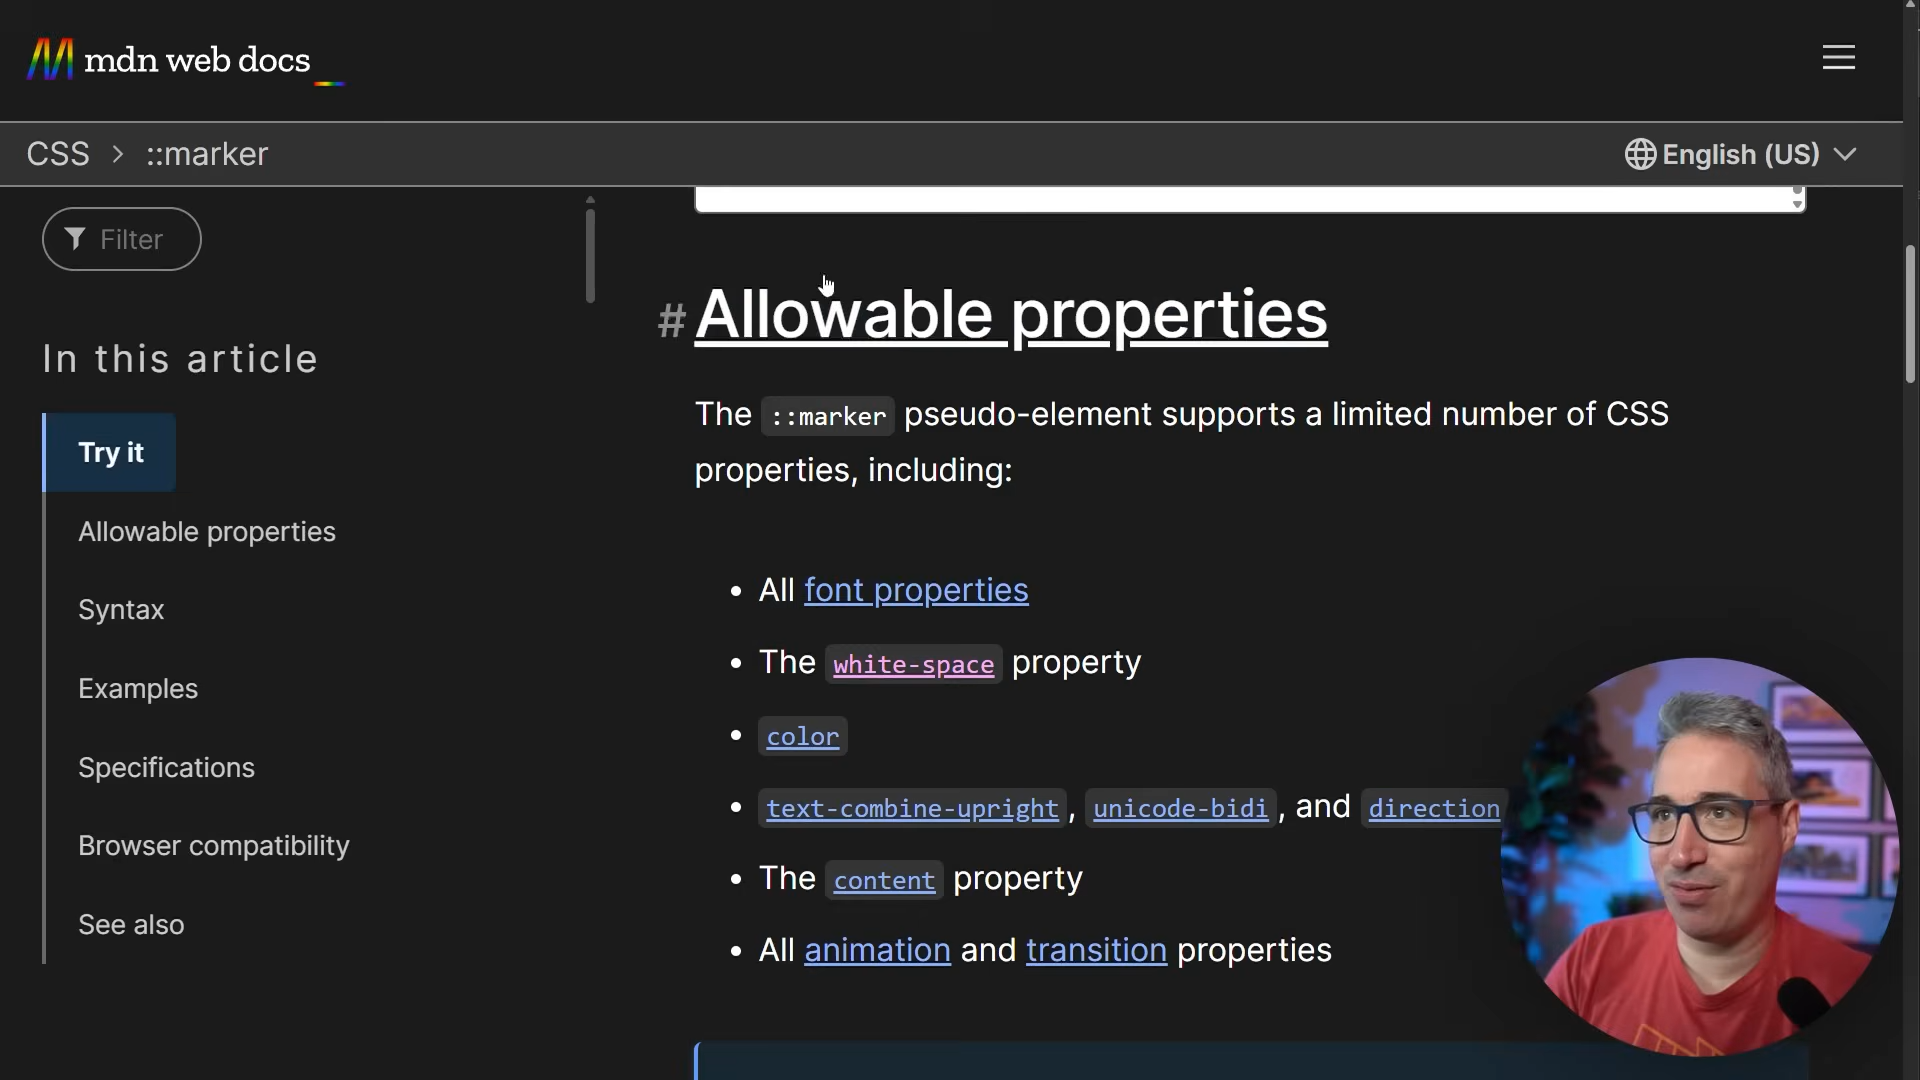 mdn web docs
CSS > ::marker
English (US)
Filter
In this article
Try it
Allowable properties
Syntax
Examples
Specifications
Browser compatibility
See also
# Allowable properties
The ::marker pseudo-element supports a limited number of CSS
properties, including:
• All font properties
• The white-space property
• color
• text-combine-upright, unicode-bidi, and direction
• The content property
• All animation and transition properties